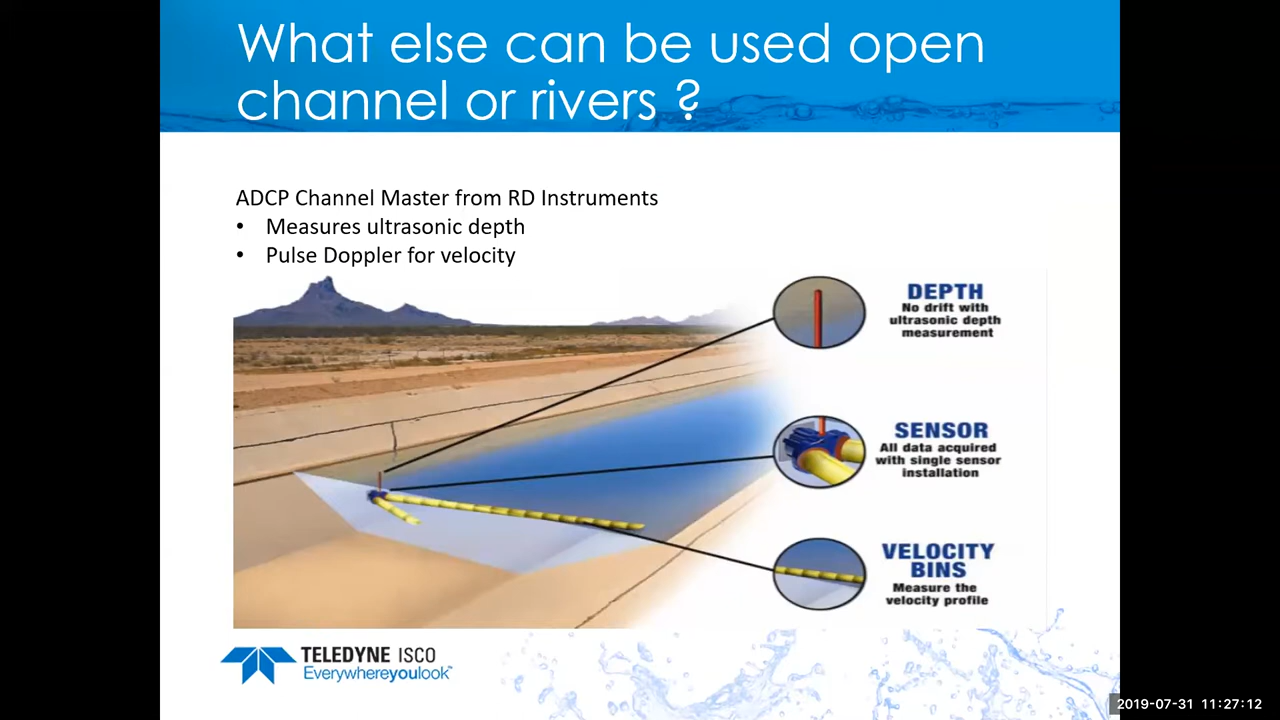 What else can be used open
channel or rivers ?
ADCP Channel Master from RD Instruments
• Measures ultrasonic depth
• Pulse Doppler for velocity
DEPTH
No drift with
ultrasonic depth
measurement
SENSOR
All data acquired
with single sensor
installation
VELOCITY
BINS
Measure the
velocity profile
TELEDYNE ISCO
Everywhereyoulook™
2019-07-31 11:27:12